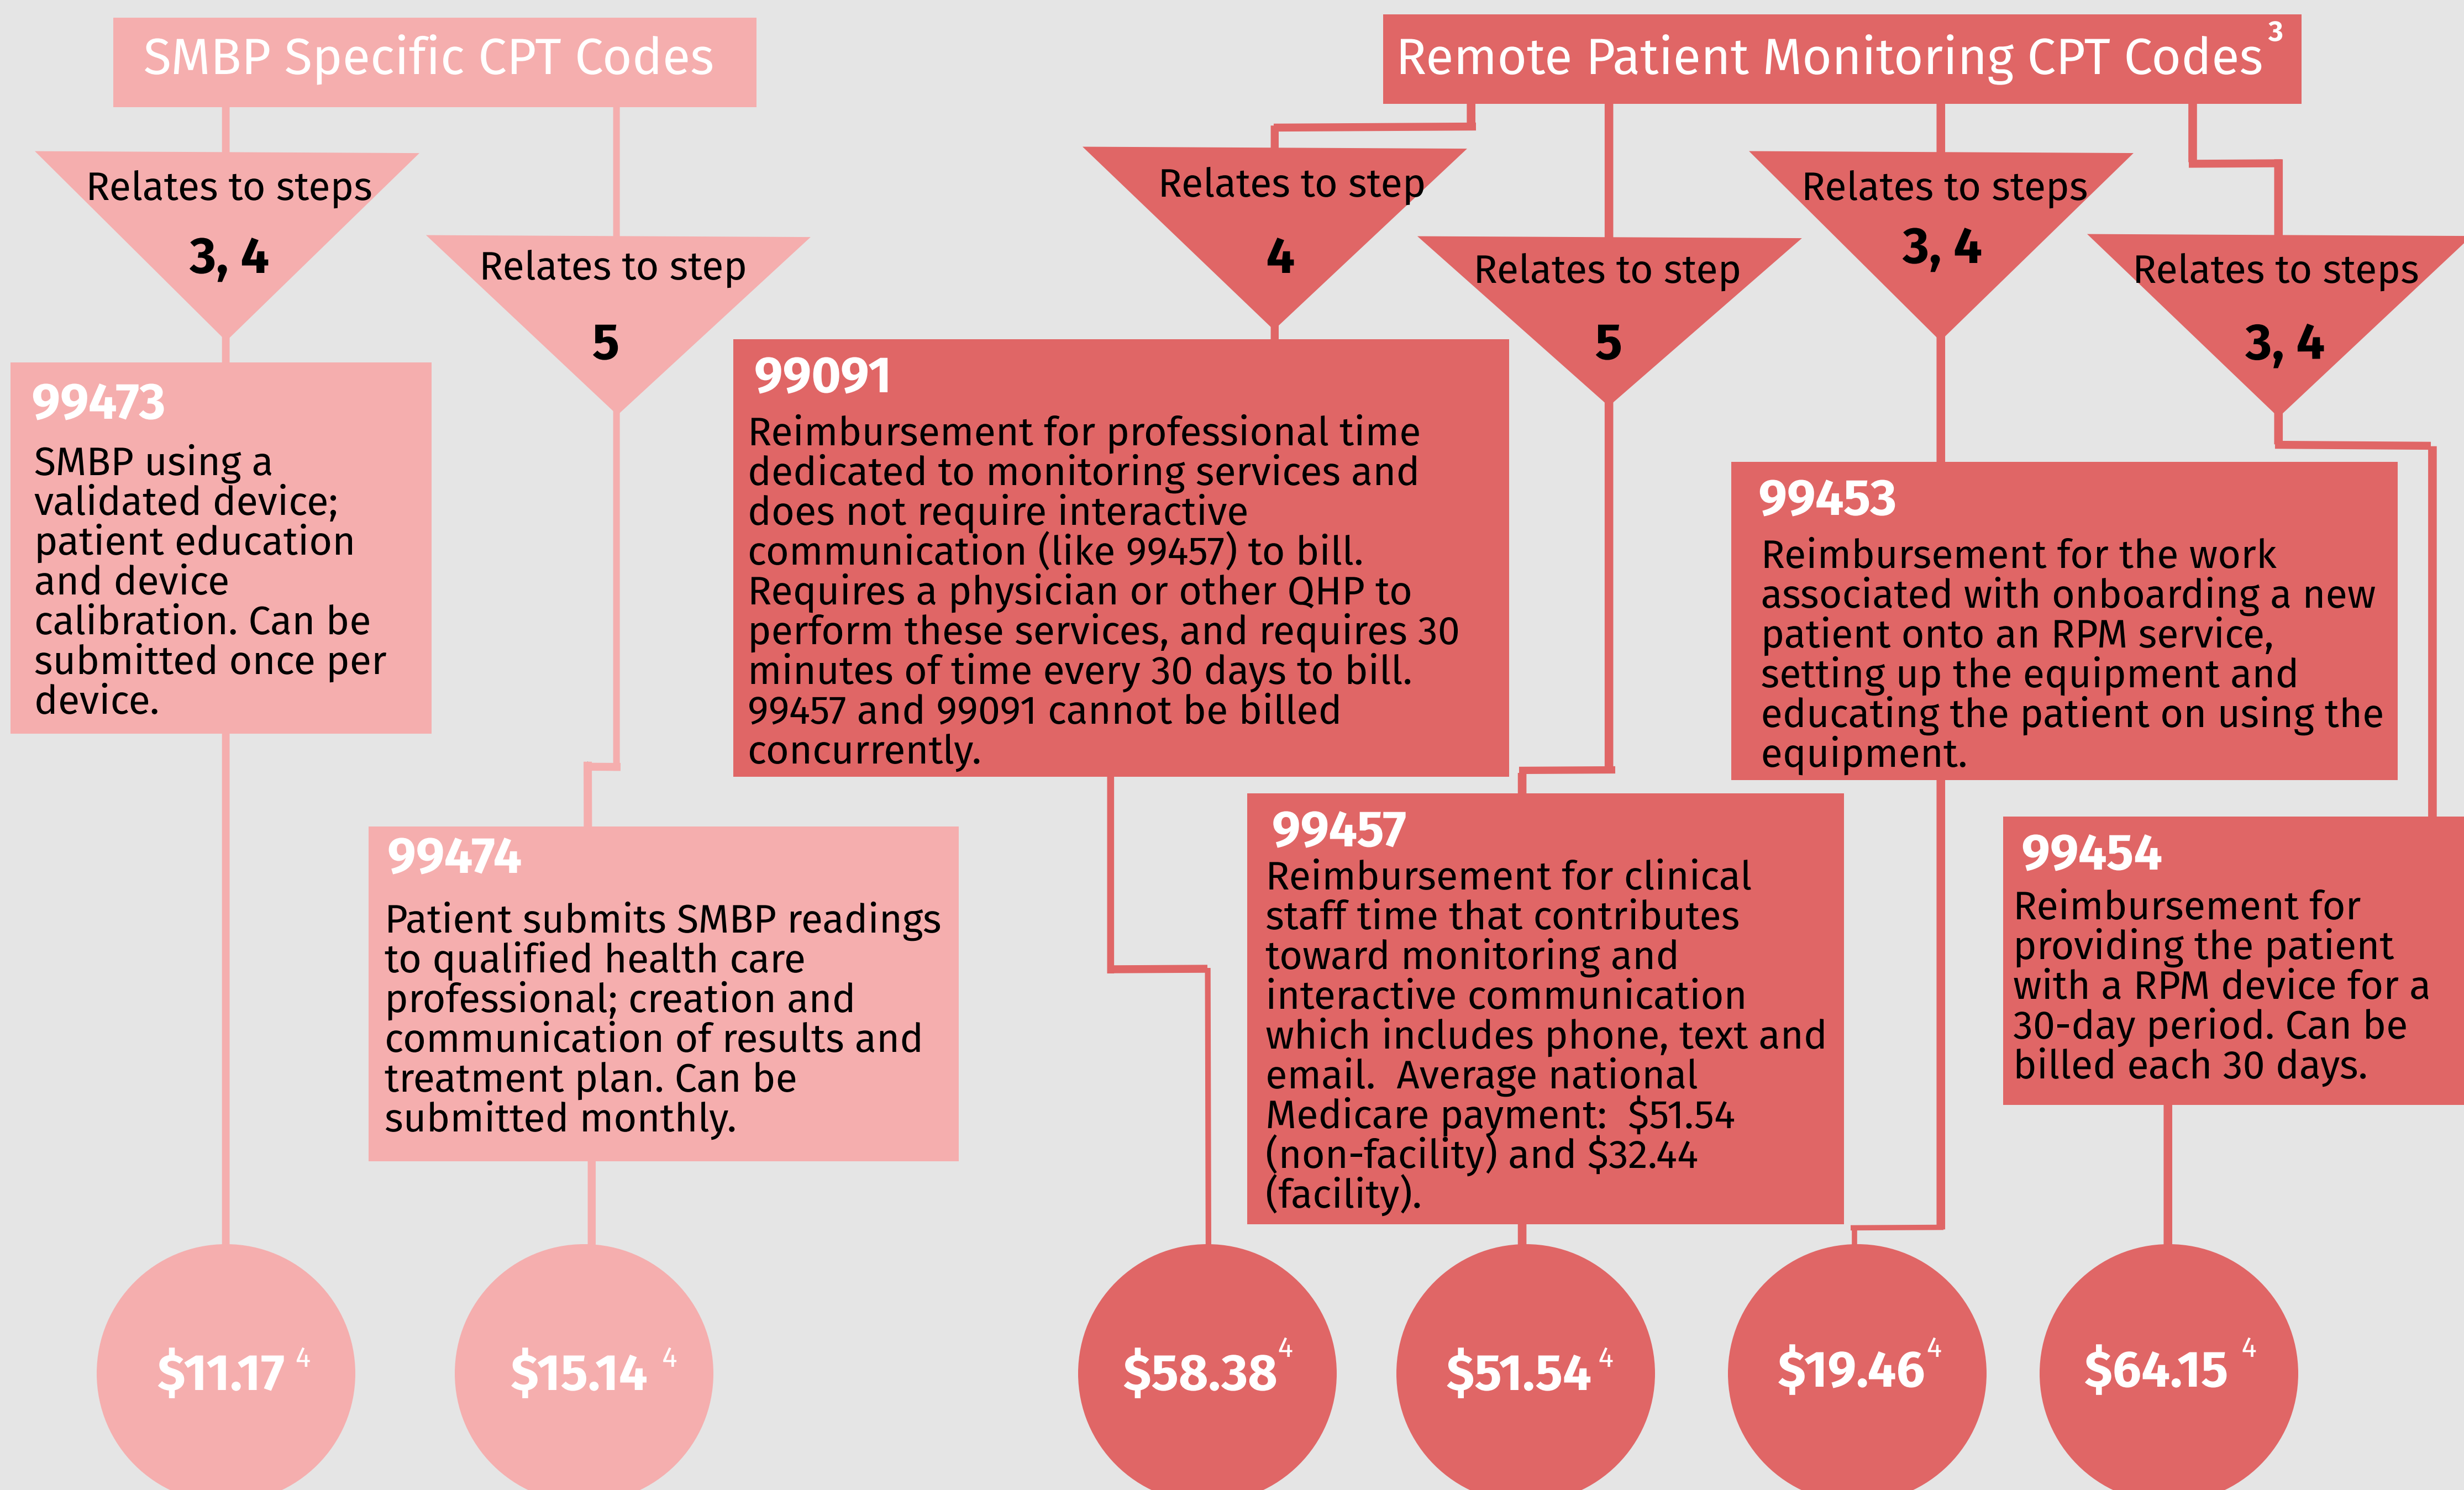 SMBP Specific CPT Codes
Relates to steps
3, 4
Relates to step
5
99473
SMBP using a
validated device;
patient education
and device
calibration. Can be
submitted once per
device.
99474
Patient submits SMBP readings
to qualified health care
professional; creation and
communication of results and
treatment plan. Can be
submitted monthly.
$11.17 4
$15.14 4
Remote Patient Monitoring CPT Codes 3
Relates to step
4
Relates to step
5
Relates to steps
3, 4
Relates to steps
3, 4
99091
Reimbursement for professional time
dedicated to monitoring services and
does not require interactive
communication (like 99457) to bill.
Requires a physician or other QHP to
perform these services, and requires 30
minutes of time every 30 days to bill.
99457 and 99091 cannot be billed
concurrently.
99457
Reimbursement for clinical
staff time that contributes
toward monitoring and
interactive communication
which includes phone, text and
email.  Average national
Medicare payment:  $51.54
(non-facility) and $32.44
(facility).
99453
Reimbursement for the work
associated with onboarding a new
patient onto an RPM service,
setting up the equipment and
educating the patient on using the
equipment.
99454
Reimbursement for
providing the patient
with a RPM device for a
30-day period. Can be
billed each 30 days.
$58.38 4
$51.54 4
$19.46 4
$64.15 4